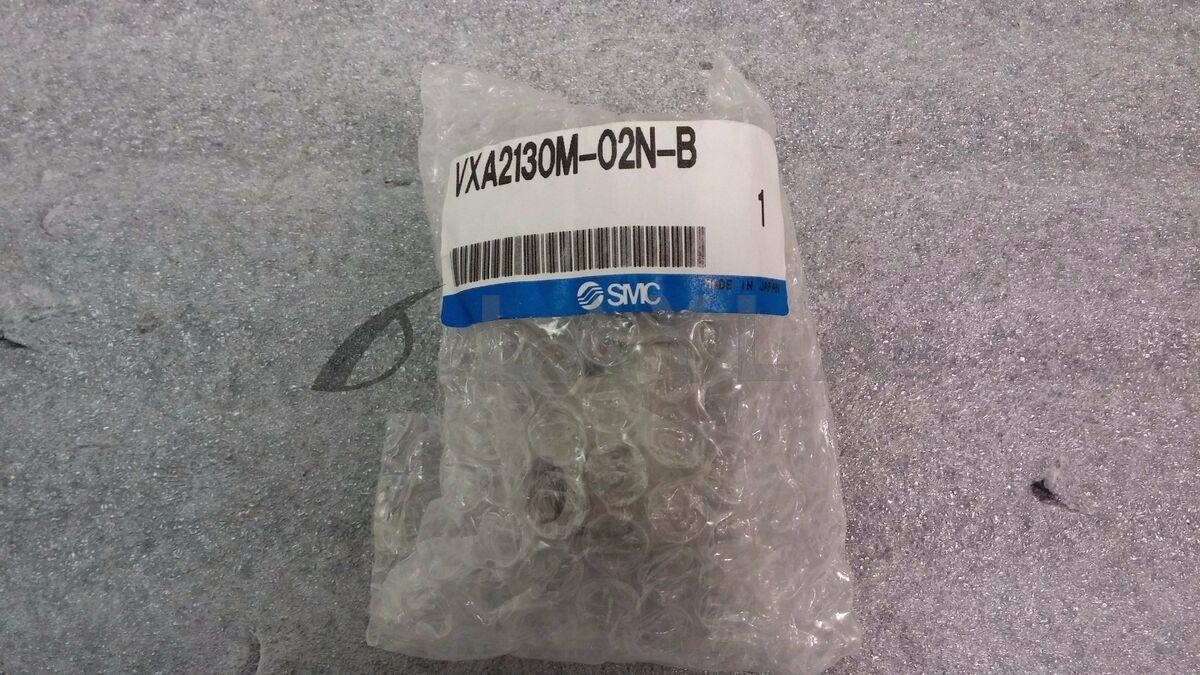 VXA2130M-02N-B
1
SMC
MADE IN JAPAN